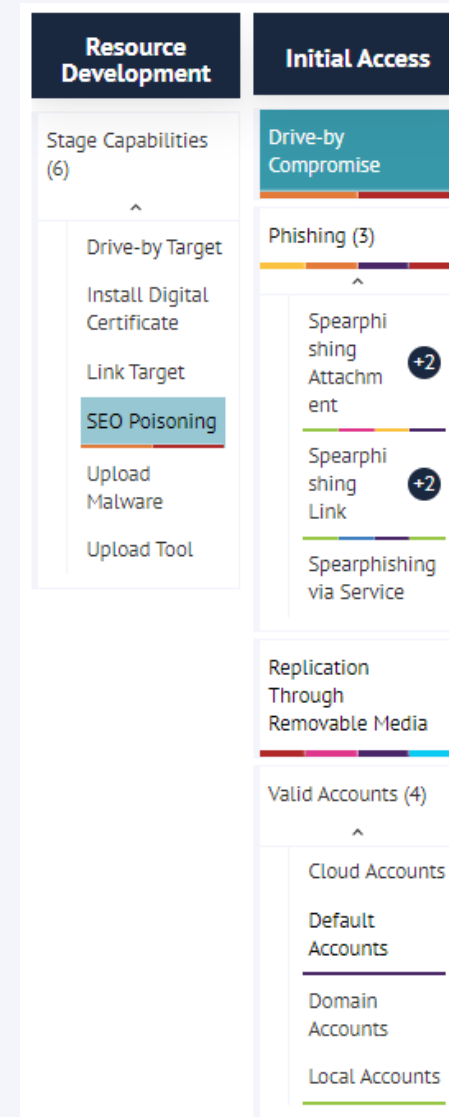 Resource
Development
Stage Capabilities
(6)
Drive-by Target
Install Digital
Certificate
Link Target
SEO Poisoning
Upload
Malware
Upload Tool
Initial Access
Drive-by
Compromise
Phishing (3)
Spearphi
shing
Attachm
ent
+2
Spearphi
shing
Link
+2
Spearphishing
via Service
Replication
Through
Removable Media
Valid Accounts (4)
Cloud Accounts
Default
Accounts
Domain
Accounts
Local Accounts